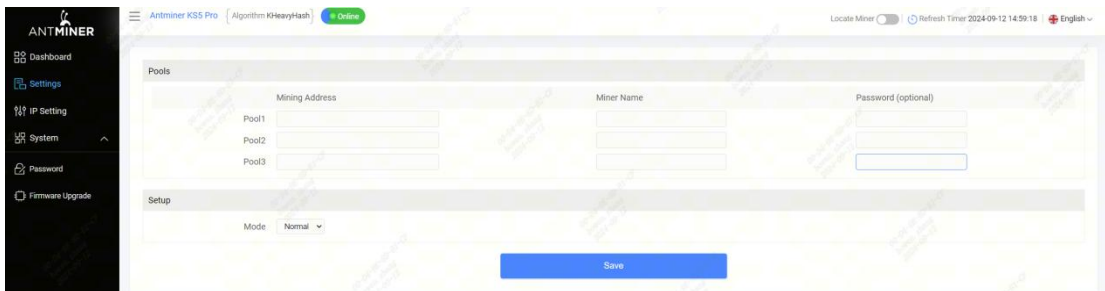 ANTMINER
Antminer KS5 Pro Algorithm KHeavyHash Online
Locate Miner Refresh Timer 2024-09-12 14:59:18 English
Dashboard
Settings
IP Setting
System
Password
Firmware Upgrade
Pools
Mining Address Miner Name Password (optional)
Pool1
Pool2
Pool3
Setup
Mode Normal
Save